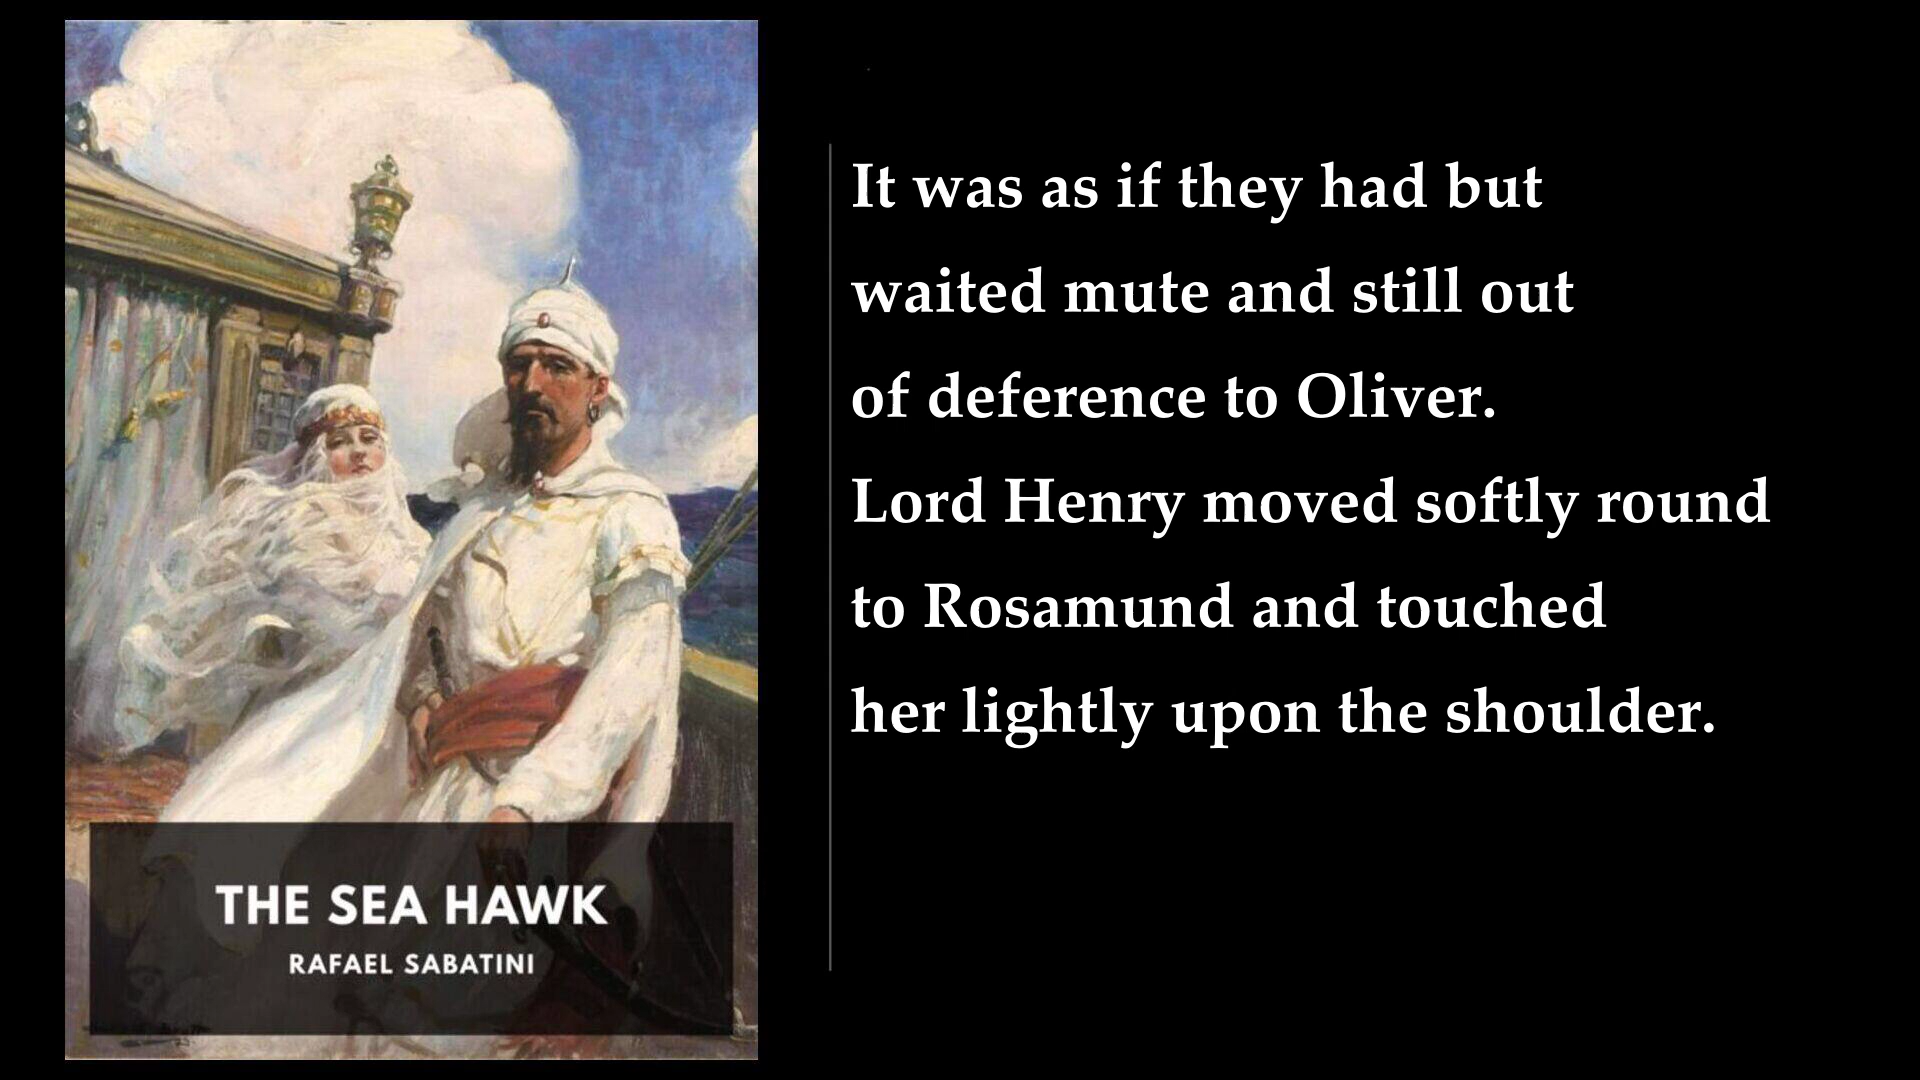 THE SEA HAWK
RAFAEL SABATINI
It was as if they had but
waited mute and still out
of deference to Oliver.
Lord Henry moved softly round
to Rosamund and touched
her lightly upon the shoulder.